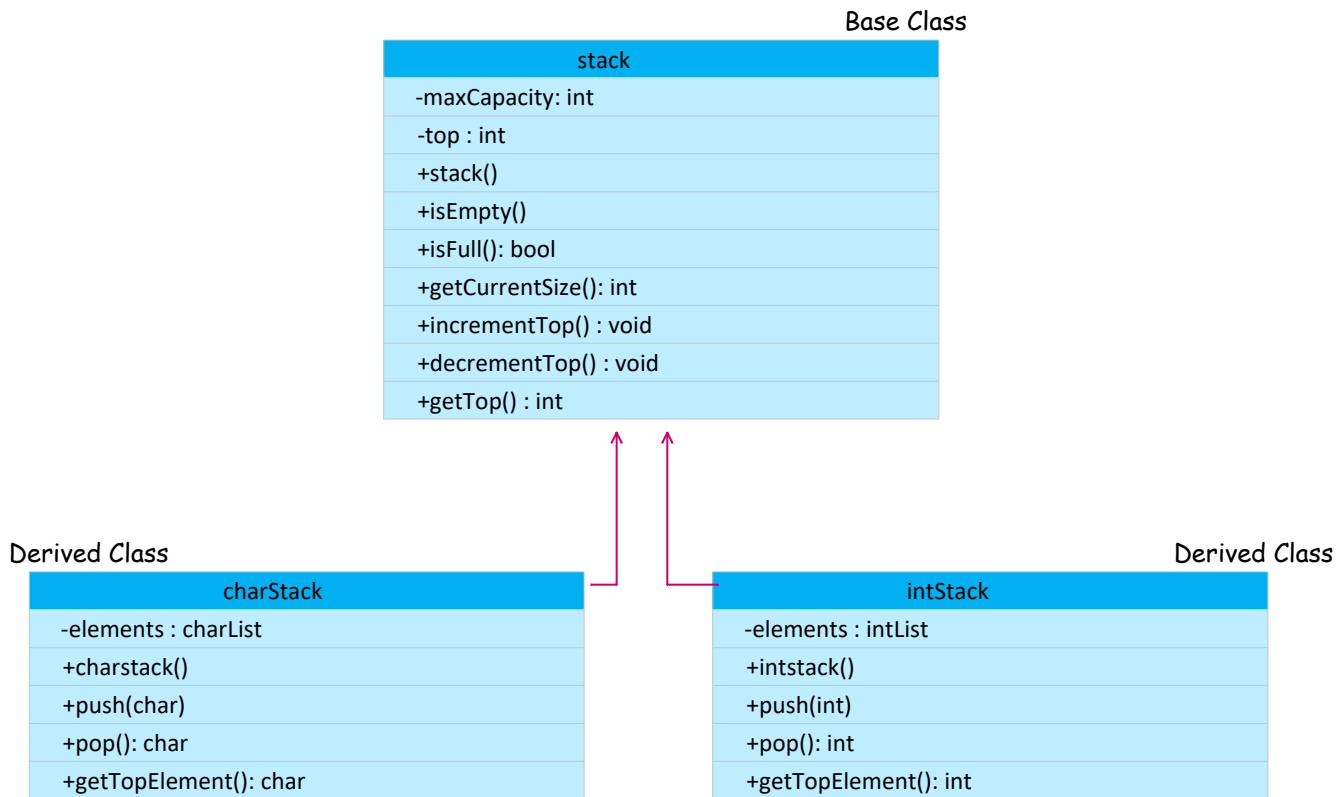 Base Class
stack
-maxCapacity: int
-top : int
+stack()
+isEmpty()
+isFull(): bool
+getCurrentSize(): int
+incrementTop() : void
+decrementTop() : void
+getTop() : int
Derived Class
charStack
-elements : charList
+charstack()
+push(char)
+pop(): char
+getTopElement(): char
Derived Class
intStack
-elements : intList
+intstack()
+push(int)
+pop(): int
+getTopElement(): int